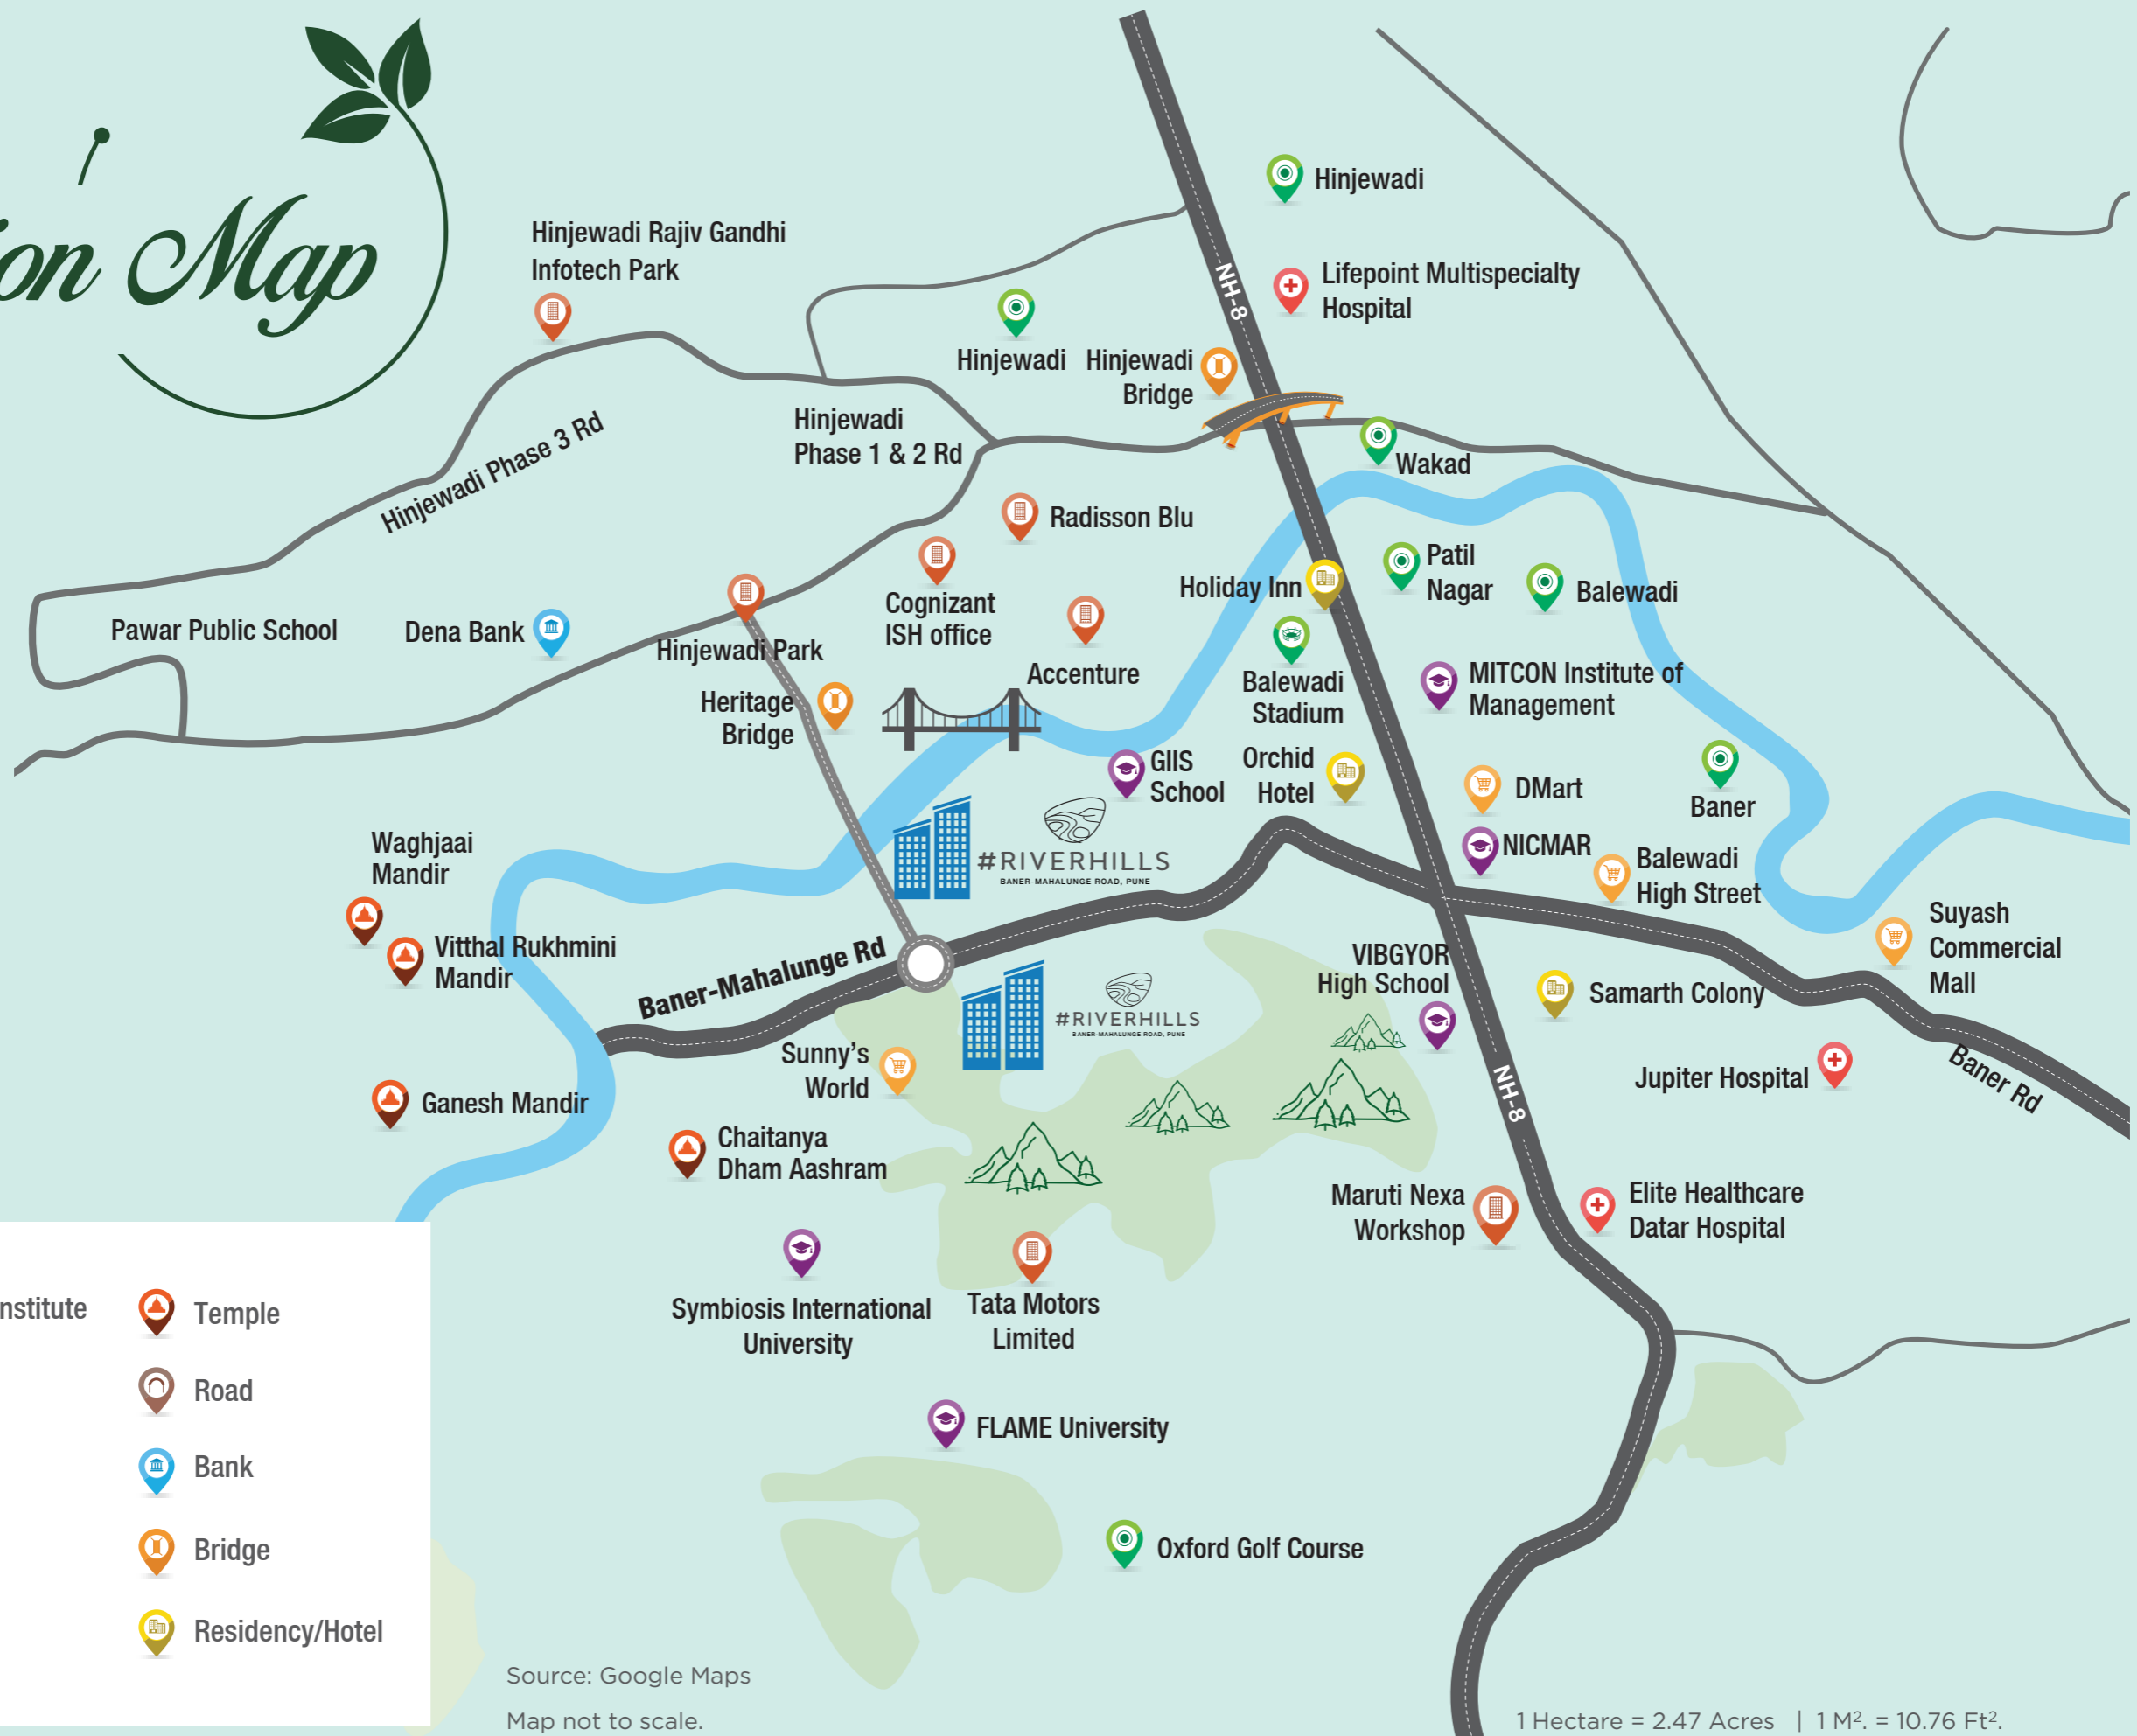 on Map
Hinjewadi
Hinjewadi Rajiv Gandhi
Infotech Park
NH-8
Lifepoint Multispecialty
Hospital
Hinjewadi
Hinjewadi
Bridge
Hinjewadi
Phase 1 & 2 Rd
Hinjewadi Phase 3 Rd
Wakad
Radisson Blu
Patil
Nagar
Holiday Inn
Balewadi
Cognizant
ISH office
Pawar Public School
Dena Bank
Hinjewadi Park
Accenture
Balewadi
Stadium
MITCON Institute of
Management
Heritage
Bridge
GIIS
School
Orchid
Hotel
DMart
Baner
#RIVERHILLS
BANER-MAHALUNGE ROAD, PUNE
NICMAR
Balewadi
High Street
Waghjaai
Mandir
Vitthal Rukhmini
Mandir
Suyash
Commercial
Mall
Baner-Mahalunge Rd
VIBGYOR
High School
Samarth Colony
#RIVERHILLS
BANER-MAHALUNGE ROAD, PUNE
Sunny's
World
Jupiter Hospital
Baner Rd
NH-8
Ganesh Mandir
Chaitanya
Dham Aashram
Maruti Nexa
Workshop
Elite Healthcare
Datar Hospital
Symbiosis International
University
Tata Motors
Limited
FLAME University
Oxford Golf Course
nstitute
Temple
Road
Bank
Bridge
Residency/Hotel
Source: Google Maps
Map not to scale.
1 Hectare = 2.47 Acres | 1 M². = 10.76 Ft².